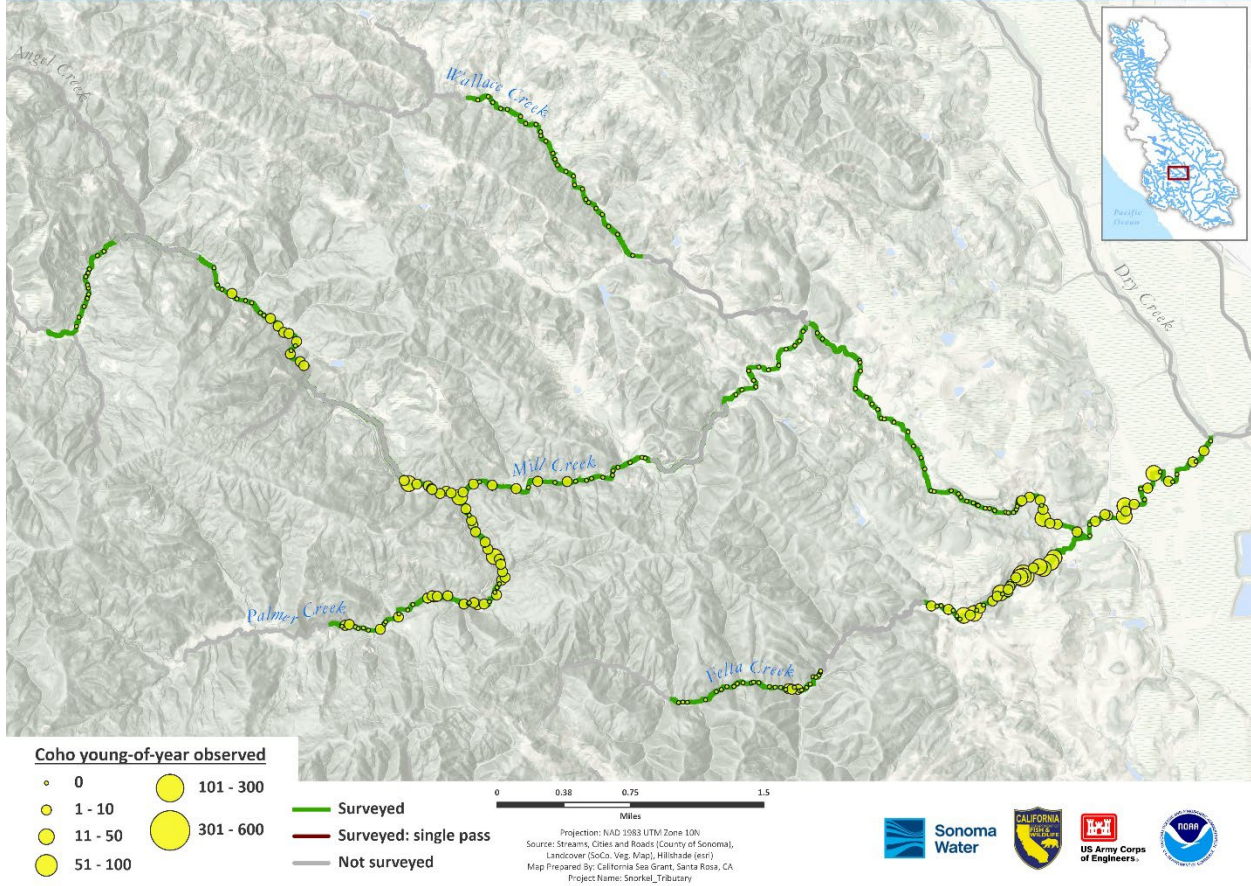 Angel Creek
Wallace Creek
Dry Creek
Pacific
Ocean
Mill Creek
Palmer Creek
Felta Creek
Coho young-of-year observed
0
1 - 10
11 - 50
51 - 100
101 - 300
301 - 600
Surveyed
Surveyed: single pass
Not surveyed
0 0.38 0.75 1.5
Miles
Projection: NAD 1983 UTM Zone 10N
Source: Streams, Cities and Roads (County of Sonoma),
Landcover (SoCo. Veg. Map), Hillshade (esri)
Map Prepared By: California Sea Grant, Santa Rosa, CA
Project Name: Snorkel_Tributary
Sonoma
Water
CALIFORNIA
FISH &
WILDLIFE
US Army Corps
of Engineers®
NOAA